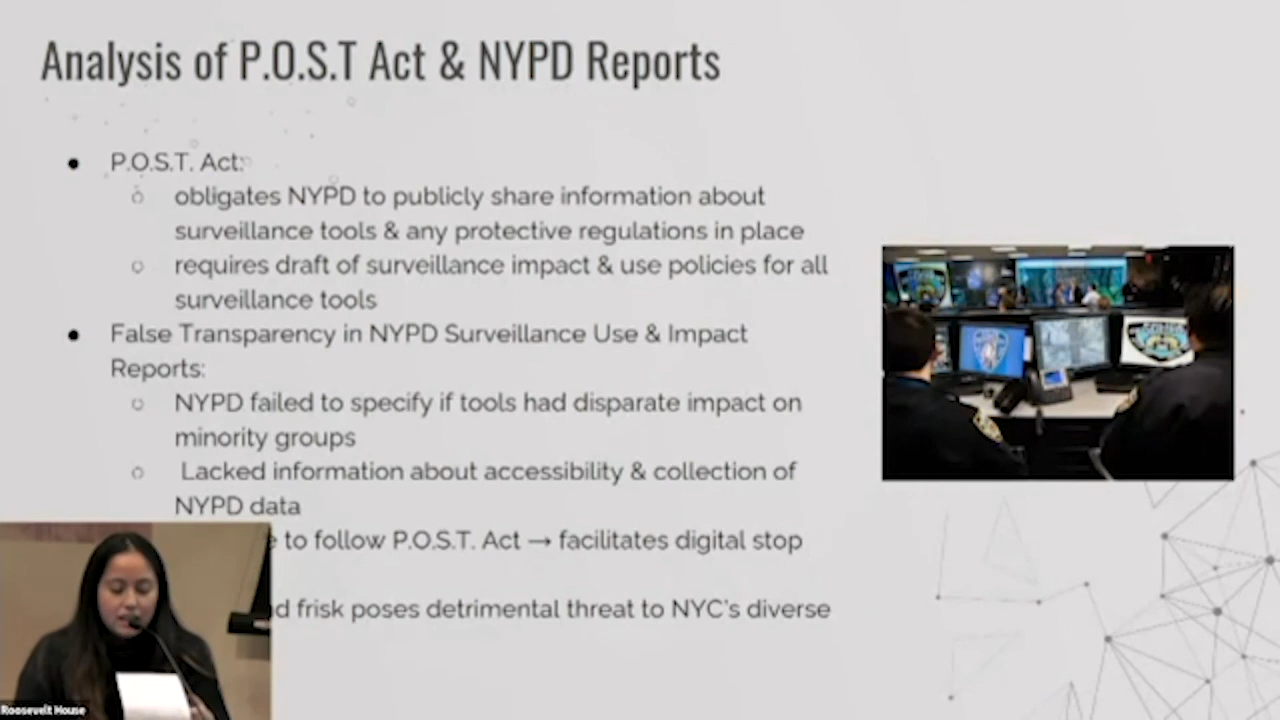 Analysis of P.O.S.T Act & NYPD Reports
● P.O.S.T. Act:
○ obligates NYPD to publicly share information about
surveillance tools & any protective regulations in place
○ requires draft of surveillance impact & use policies for all
surveillance tools
● False Transparency in NYPD Surveillance Use & Impact
Reports:
○ NYPD failed to specify if tools had disparate impact on
minority groups
○ Lacked information about accessibility & collection of
NYPD data
to follow P.O.S.T. Act → facilitates digital stop
frisk poses detrimental threat to NYC's diverse
Roosevelt House